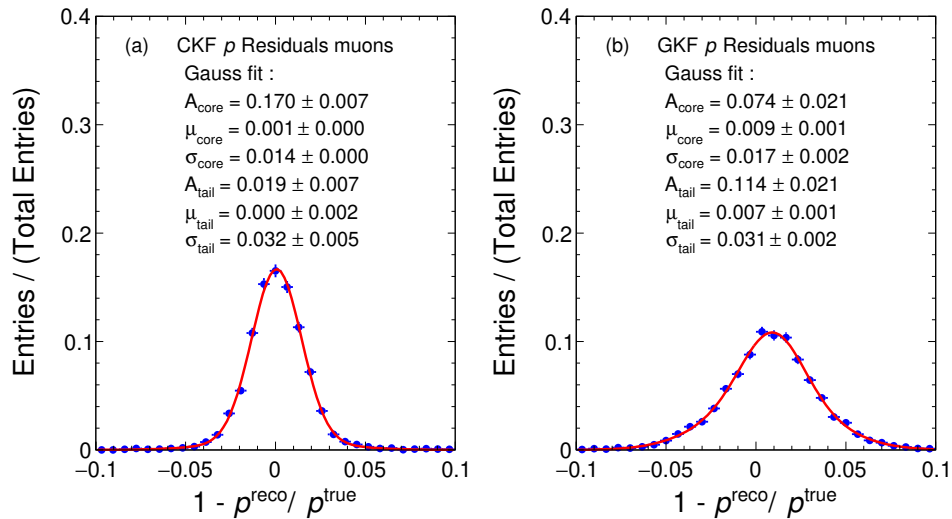 Entries / (Total Entries)
0.4
0.3
0.2
0.1
0
(a) CKF p Residuals muons
Gauss fit :
A_core = 0.170 ± 0.007
μ_core = 0.001 ± 0.000
σ_core = 0.014 ± 0.000
A_tail = 0.019 ± 0.007
μ_tail = 0.000 ± 0.002
σ_tail = 0.032 ± 0.005
−0.1 −0.05 0 0.05 0.1
1 - p^reco/ p^true
Entries / (Total Entries)
0.4
0.3
0.2
0.1
0
(b) GKF p Residuals muons
Gauss fit :
A_core = 0.074 ± 0.021
μ_core = 0.009 ± 0.001
σ_core = 0.017 ± 0.002
A_tail = 0.114 ± 0.021
μ_tail = 0.007 ± 0.001
σ_tail = 0.031 ± 0.002
−0.1 −0.05 0 0.05 0.1
1 - p^reco/ p^true